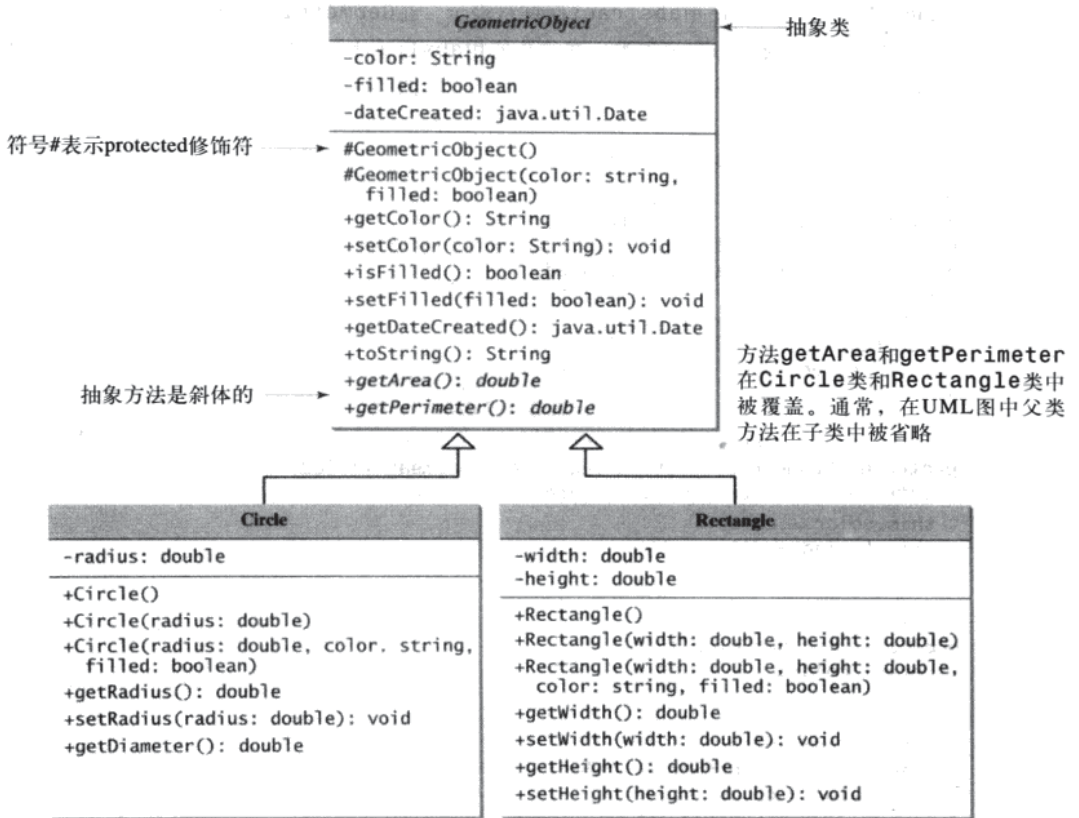 GeometricObject
抽象类
-color: String
-filled: boolean
-dateCreated: java.util.Date
符号#表示protected修饰符
#GeometricObject()
#GeometricObject(color: string,
filled: boolean)
+getColor(): String
+setColor(color: String): void
+isFilled(): boolean
+setFilled(filled: boolean): void
+getDateCreated(): java.util.Date
+toString(): String
抽象方法是斜体的
+getArea(): double
+getPerimeter(): double
方法getArea和getPerimeter
在Circle类和Rectangle类中
被覆盖。通常，在UML图中父类
方法在子类中被省略
Circle
-radius: double
+Circle()
+Circle(radius: double)
+Circle(radius: double, color. string,
filled: boolean)
+getRadius(): double
+setRadius(radius: double): void
+getDiameter(): double
Rectangle
-width: double
-height: double
+Rectangle()
+Rectangle(width: double, height: double)
+Rectangle(width: double, height: double,
color: string, filled: boolean)
+getWidth(): double
+setWidth(width: double): void
+getHeight(): double
+setHeight(height: double): void